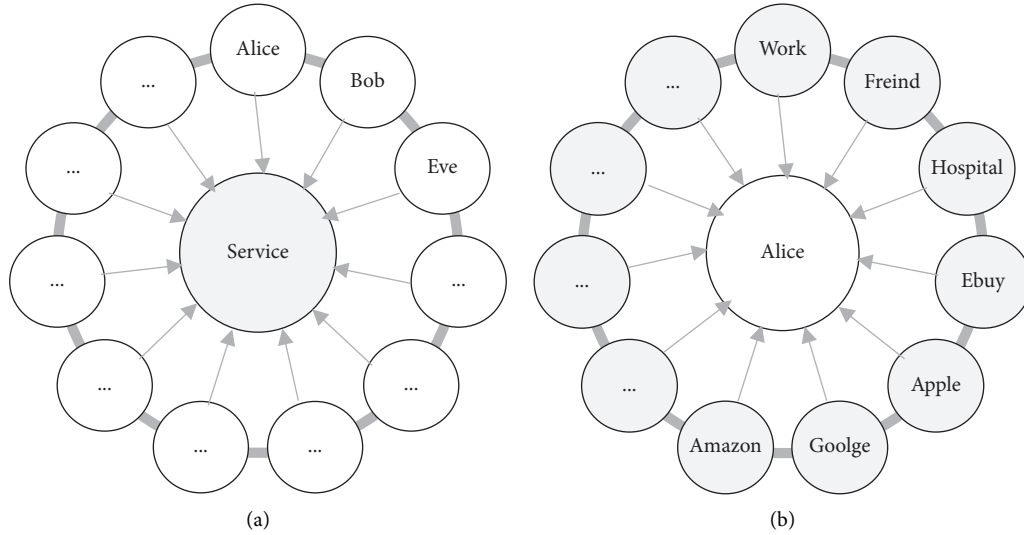 Alice
Bob
Eve
...
...
...
...
...
...
...
...
Service
(a)
Work
Freind
Hospital
Ebuy
Apple
Goolge
Amazon
...
...
...
...
Alice
(b)